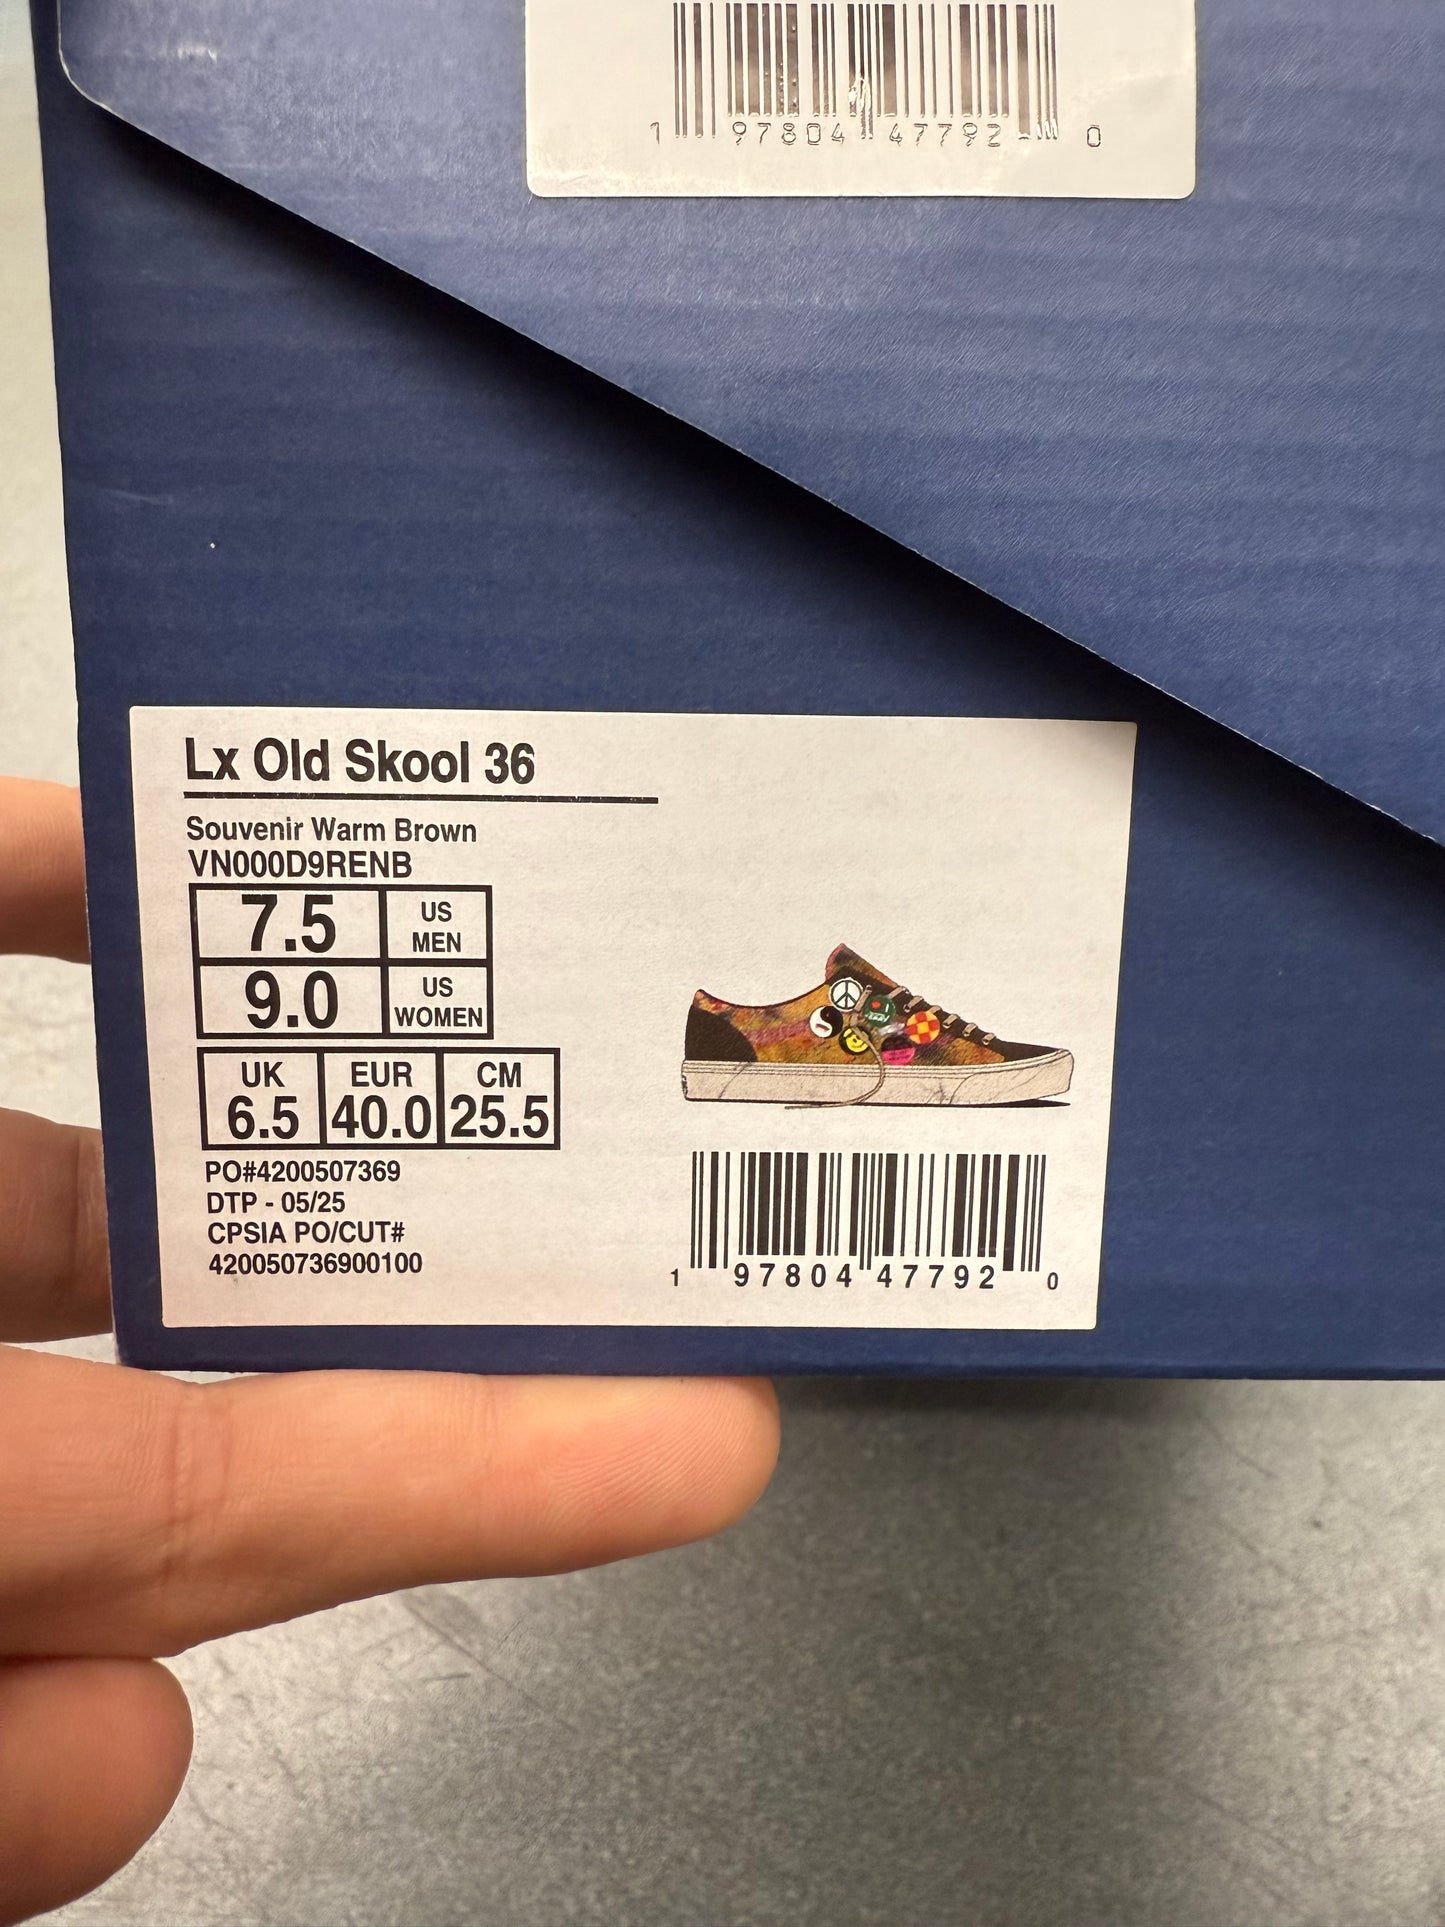 1 97804 47792 0
Lx Old Skool 36
Souvenir Warm Brown
VN000D9RENB
7.5 US MEN
9.0 US WOMEN
UK EUR CM
6.5 40.0 25.5
PO#4200507369
DTP - 05/25
CPSIA PO/CUT#
420050736900100
1 97804 47792 0